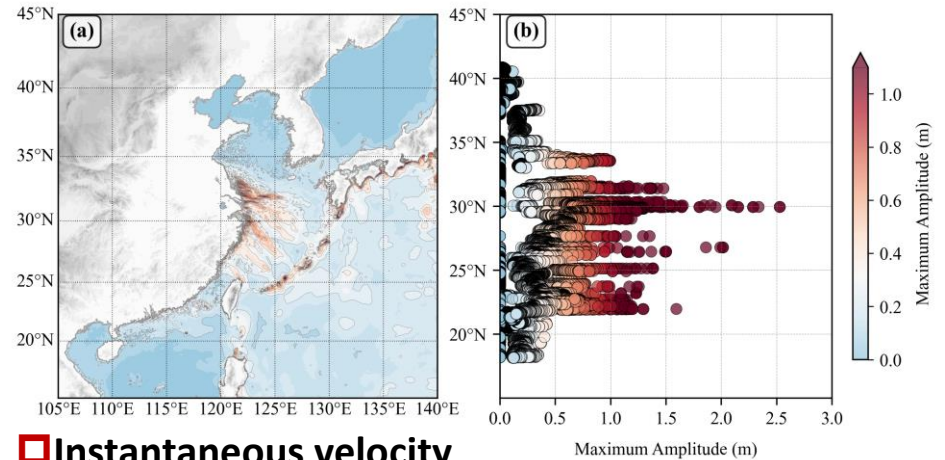 (a)
45°N
40°N
35°N
30°N
25°N
20°N
105°E 110°E 115°E 120°E 125°E 130°E 135°E 140°E
(b)
45°N
40°N
35°N
30°N
25°N
20°N
0.0 0.5 1.0 1.5 2.0 2.5 3.0
Maximum Amplitude (m)
1.0
0.8
0.6
0.4
0.2
0.0
Maximum Amplitude (m)
Instantaneous velocity